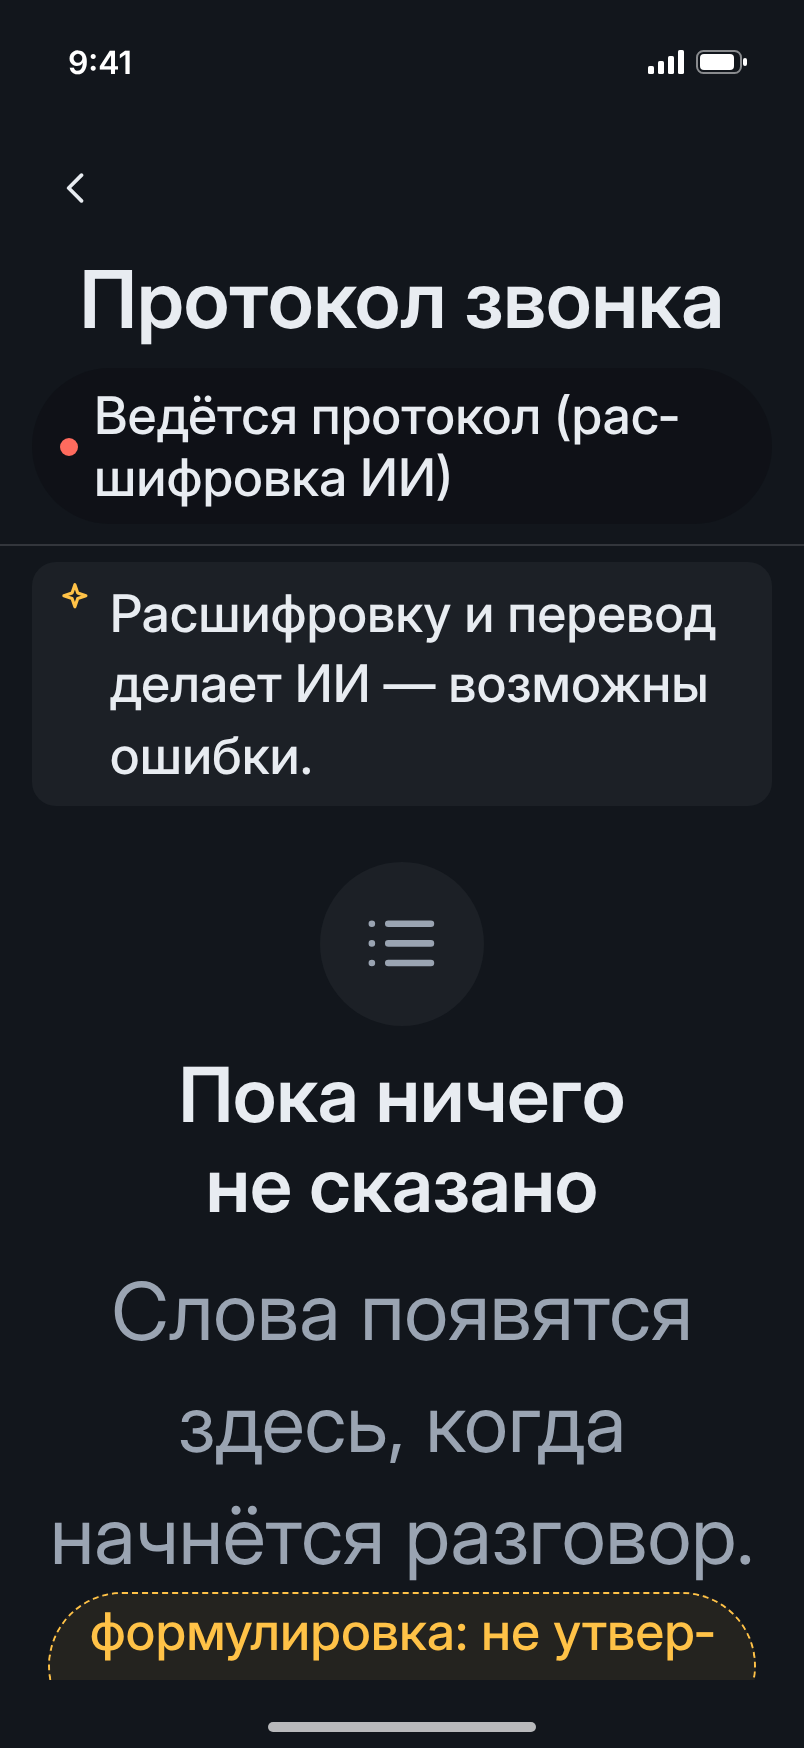 9:41
Протокол звонка
Ведётся протокол (рас-
шифровка ИИ)
Расшифровку и перевод
делает ИИ — возможны
ошибки.
Пока ничего
не сказано
Слова появятся
здесь, когда
начнётся разговор.
формулировка: не утвер-